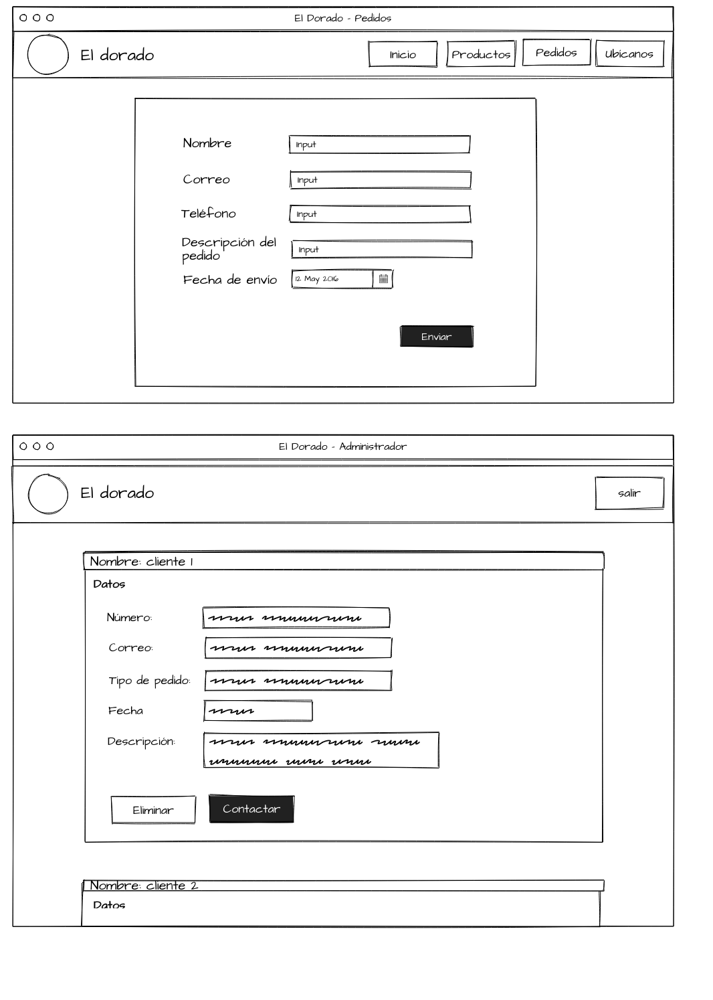 El Dorado - Pedidos
El dorado
Inicio
Productos
Pedidos
Ubicanos
Nombre
Input
Correo
Input
Teléfono
Input
Descripción del
pedido
Input
Fecha de envío
12 May 2016
Enviar
El Dorado - Administrador
El dorado
salir
Nombre: cliente 1
Datos
Número:
Correo:
Tipo de pedido:
Fecha
Descripción:
Eliminar
Contactar
Nombre: cliente 2
Datos